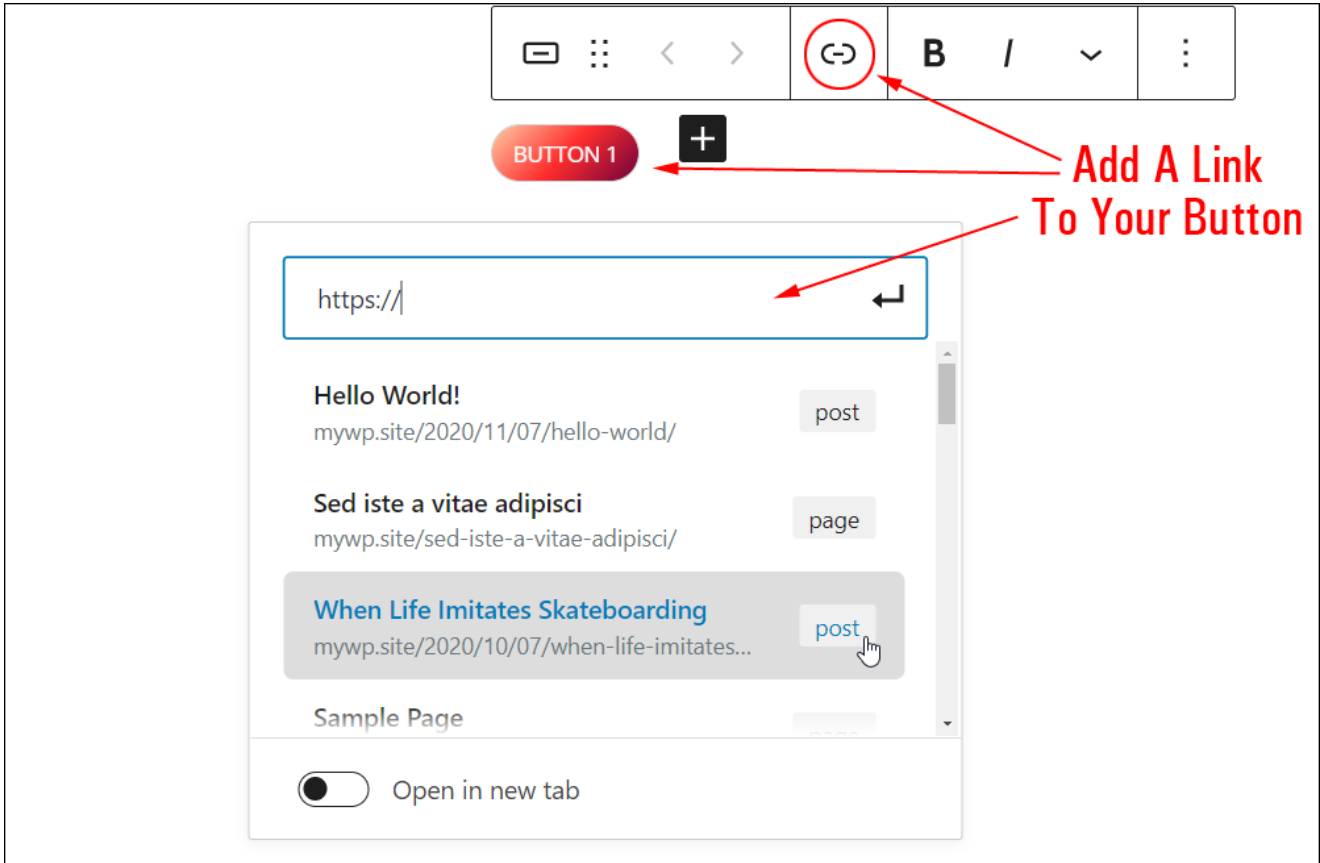 B I
BUTTON 1
Add A Link
To Your Button
https://
Hello World!
post
mywp.site/2020/11/07/hello-world/
Sed iste a vitae adipisci
page
mywp.site/sed-iste-a-vitae-adipisci/
When Life Imitates Skateboarding
post
mywp.site/2020/10/07/when-life-imitates...
Sample Page
page
Open in new tab